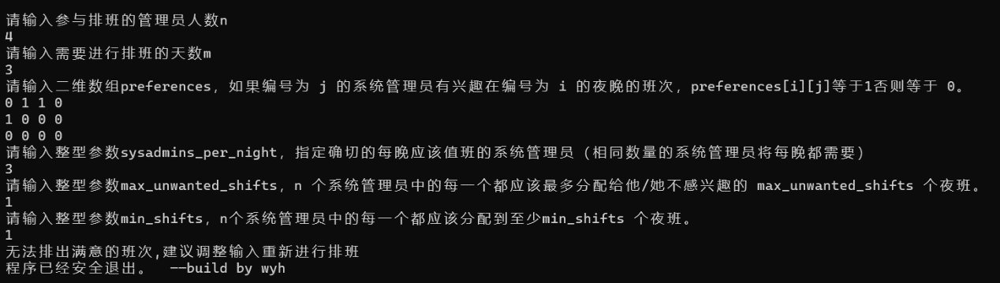 请输入参与排班的管理员人数n
4
请输入需要进行排班的天数m
3
请输入二维数组preferences，如果编号为 j 的系统管理员有兴趣在编号为 i 的夜晚的班次，preferences[i][j]等于1否则等于 0。
0 1 1 0
1 0 0 0
0 0 0 0
请输入整型参数sysadmins_per_night，指定确切的每晚应该值班的系统管理员（相同数量的系统管理员将每晚都需要）
3
请输入整型参数max_unwanted_shifts，n 个系统管理员中的每一个都应该最多分配给他/她不感兴趣的 max_unwanted_shifts 个夜班。
1
请输入整型参数min_shifts，n个系统管理员中的每一个都应该分配到至少min_shifts 个夜班。
1
无法排出满意的班次,建议调整输入重新进行排班
程序已经安全退出。  --build by wyh